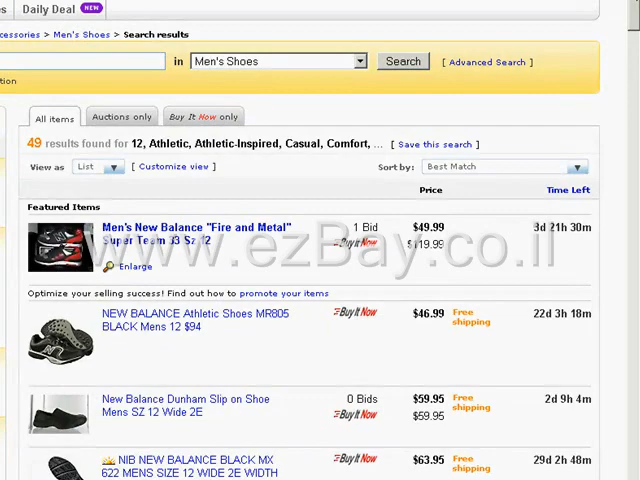 s Daily Deal NEW
ccessories > Men's Shoes > Search results
in Men's Shoes Search [ Advanced Search ]
tion
All items Auctions only Buy It Now only
49 results found for 12, Athletic, Athletic-Inspired, Casual, Comfort, ... [ Save this search ]
View as List [ Customize view ] Sort by: Best Match
Price Time Left
Featured Items
Men's New Balance "Fire and Metal" 1 Bid $49.99 3d 21h 30m
Super Team 33 Sz 12 Buy It Now $119.99
www.ezBay.co.il
Enlarge
Optimize your selling success! Find out how to promote your items
NEW BALANCE Athletic Shoes MR805 Buy It Now $46.99 Free 22d 3h 18m
BLACK Mens 12 $94 shipping
New Balance Dunham Slip on Shoe 0 Bids $59.95 Free 2d 9h 4m
Mens SZ 12 Wide 2E Buy It Now $59.95 shipping
NIB NEW BALANCE BLACK MX Buy It Now $63.95 Free 29d 2h 48m
622 MENS SIZE 12 WIDE 2E WIDTH shipping